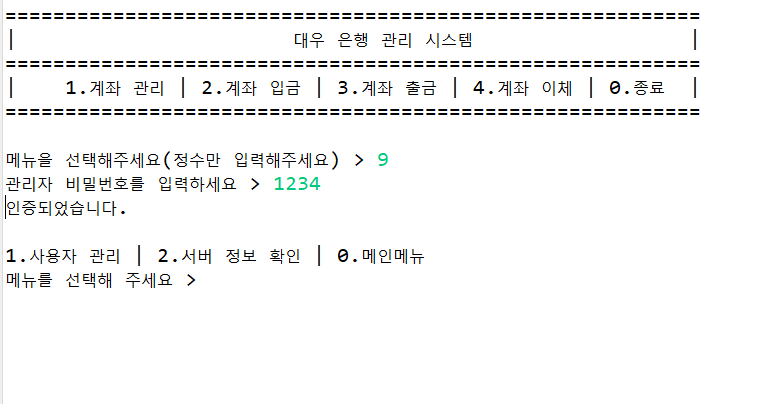 ==========================================================
| 대우 은행 관리 시스템 |
==========================================================
| 1.계좌 관리 | 2.계좌 입금 | 3.계좌 출금 | 4.계좌 이체 | 0.종료 |
==========================================================
메뉴을 선택해주세요(정수만 입력해주세요) > 9
관리자 비밀번호를 입력하세요 > 1234
인증되었습니다.
1.사용자 관리 | 2.서버 정보 확인 | 0.메인메뉴
메뉴를 선택해 주세요 >